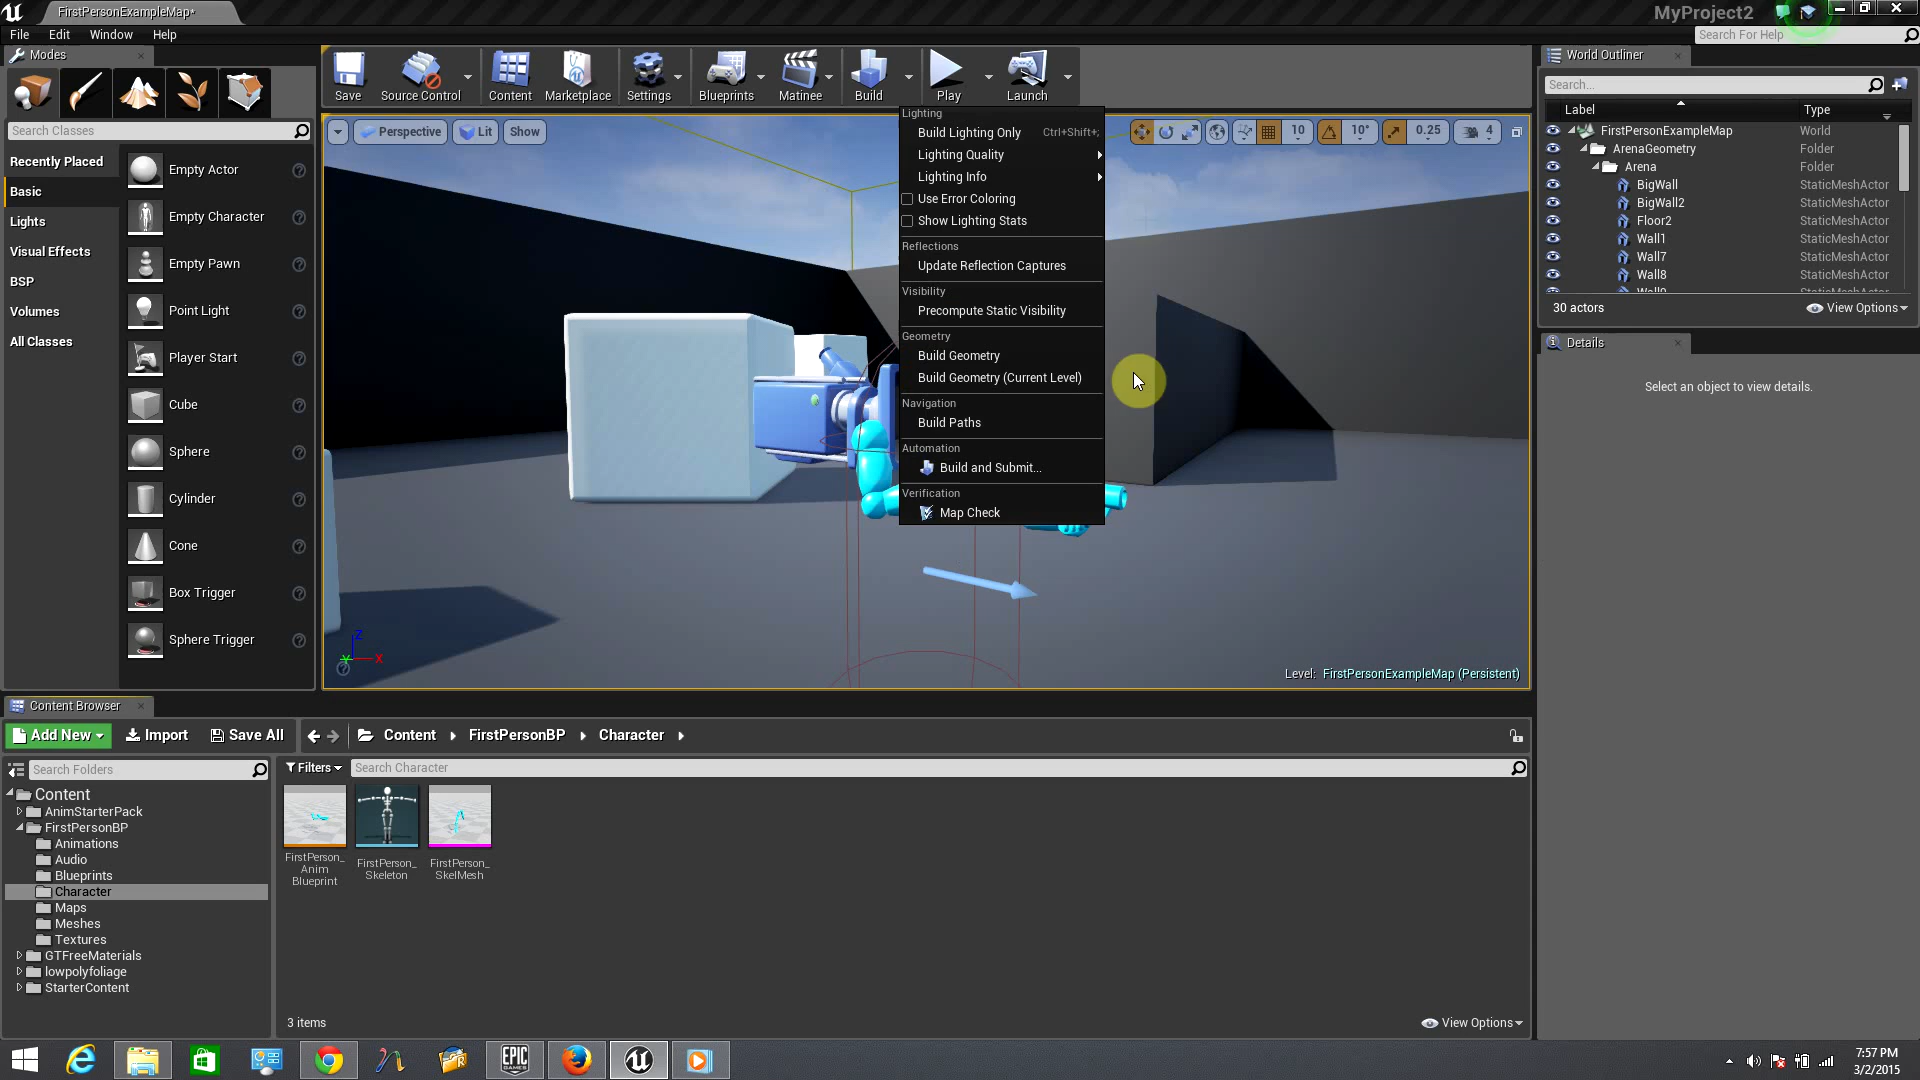 FirstPersonExampleMap*
MyProject2
File Edit Window Help
Search For Help
Modes
Save
Source Control
Content
Marketplace
Settings
Blueprints
Matinee
Build
Play
Launch
Search Classes
Recently Placed
Basic
Lights
Visual Effects
BSP
Volumes
All Classes
Empty Actor
Empty Character
Empty Pawn
Point Light
Player Start
Cube
Sphere
Cylinder
Cone
Box Trigger
Sphere Trigger
Perspective
Lit
Show
10
10°
0.25
4
Lighting
Build Lighting Only Ctrl+Shift+;
Lighting Quality
Lighting Info
Use Error Coloring
Show Lighting Stats
Reflections
Update Reflection Captures
Visibility
Precompute Static Visibility
Geometry
Build Geometry
Build Geometry (Current Level)
Navigation
Build Paths
Automation
Build and Submit...
Verification
Map Check
Z
Y
X
Level: FirstPersonExampleMap (Persistent)
World Outliner
Search...
Label Type
FirstPersonExampleMap World
ArenaGeometry Folder
Arena Folder
BigWall StaticMeshActor
BigWall2 StaticMeshActor
Floor2 StaticMeshActor
Wall1 StaticMeshActor
Wall7 StaticMeshActor
Wall8 StaticMeshActor
30 actors
View Options
Details
Select an object to view details.
Content Browser
Add New
Import
Save All
Content
FirstPersonBP
Character
Search Folders
Filters
Search Character
Content
AnimStarterPack
FirstPersonBP
Animations
Audio
Blueprints
Character
Maps
Meshes
Textures
GTFreeMaterials
lowpolyfoliage
StarterContent
FirstPerson_
Anim
Blueprint
FirstPerson_
Skeleton
FirstPerson_
SkelMesh
3 items
View Options
EPIC
GAMES
7:57 PM
3/2/2015